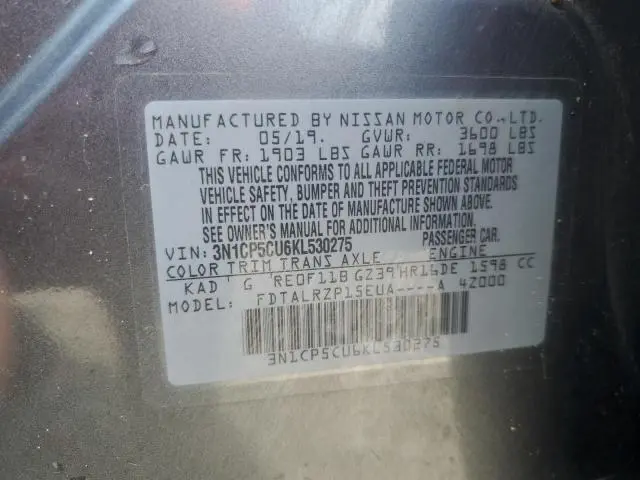 MANUFACTURED BY NISSAN MOTOR CO.,LTD.
DATE: 05/19. GVWR: 3600 LBS
GAWR FR: 1903 LBS GAWR RR: 1698 LBS
THIS VEHICLE CONFORMS TO ALL APPLICABLE FEDERAL MOTOR
VEHICLE SAFETY, BUMPER AND THEFT PREVENTION STANDARDS
IN EFFECT ON THE DATE OF MANUFACTURE SHOWN ABOVE.
SEE OWNER'S MANUAL FOR ADDITIONAL INFORMATION.
VIN: 3N1CP5CU6KL530275 PASSENGER CAR.
COLOR TRIM TRANS AXLE ENGINE
KAD G RE0F11B GZ39 HR16DE 1598 CC
MODEL: FDTALRZP15EUA----A 4Z000
3N1CP5CU6KL530275